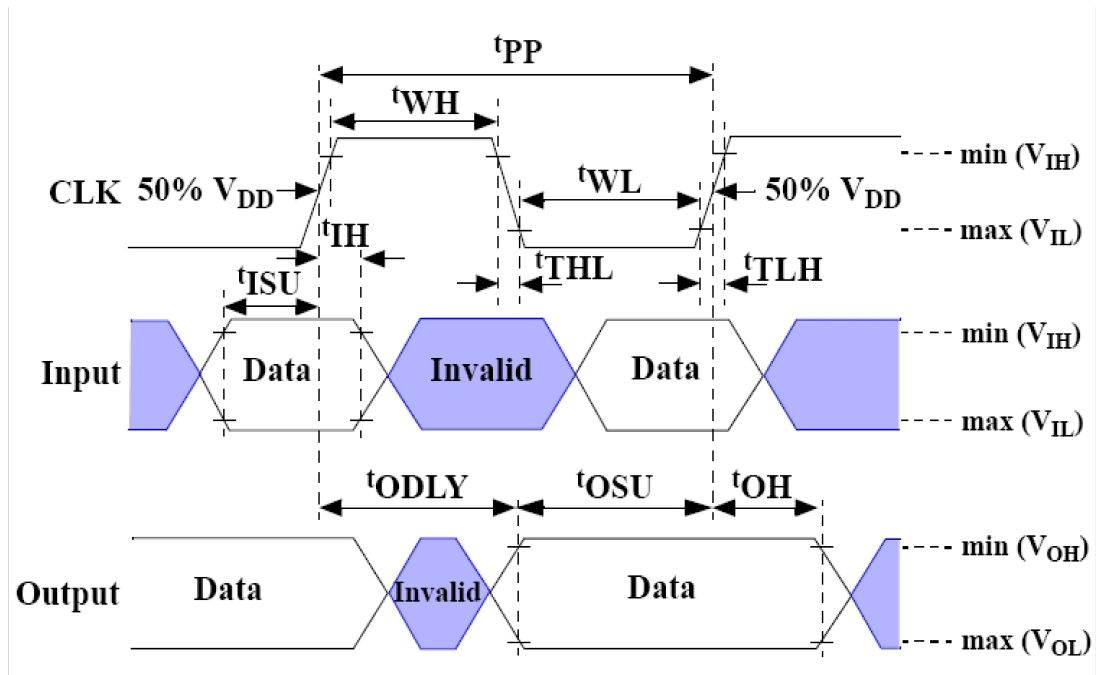 tPP
tWH
min (VIH)
CLK 50% VDD
tWL
50% VDD
max (VIL)
tIH
tTHL
tTLH
tISU
min (VIH)
Input
Data
Invalid
Data
max (VIL)
tODLY
tOSU
tOH
min (VOH)
Output
Data
Invalid
Data
max (VOL)